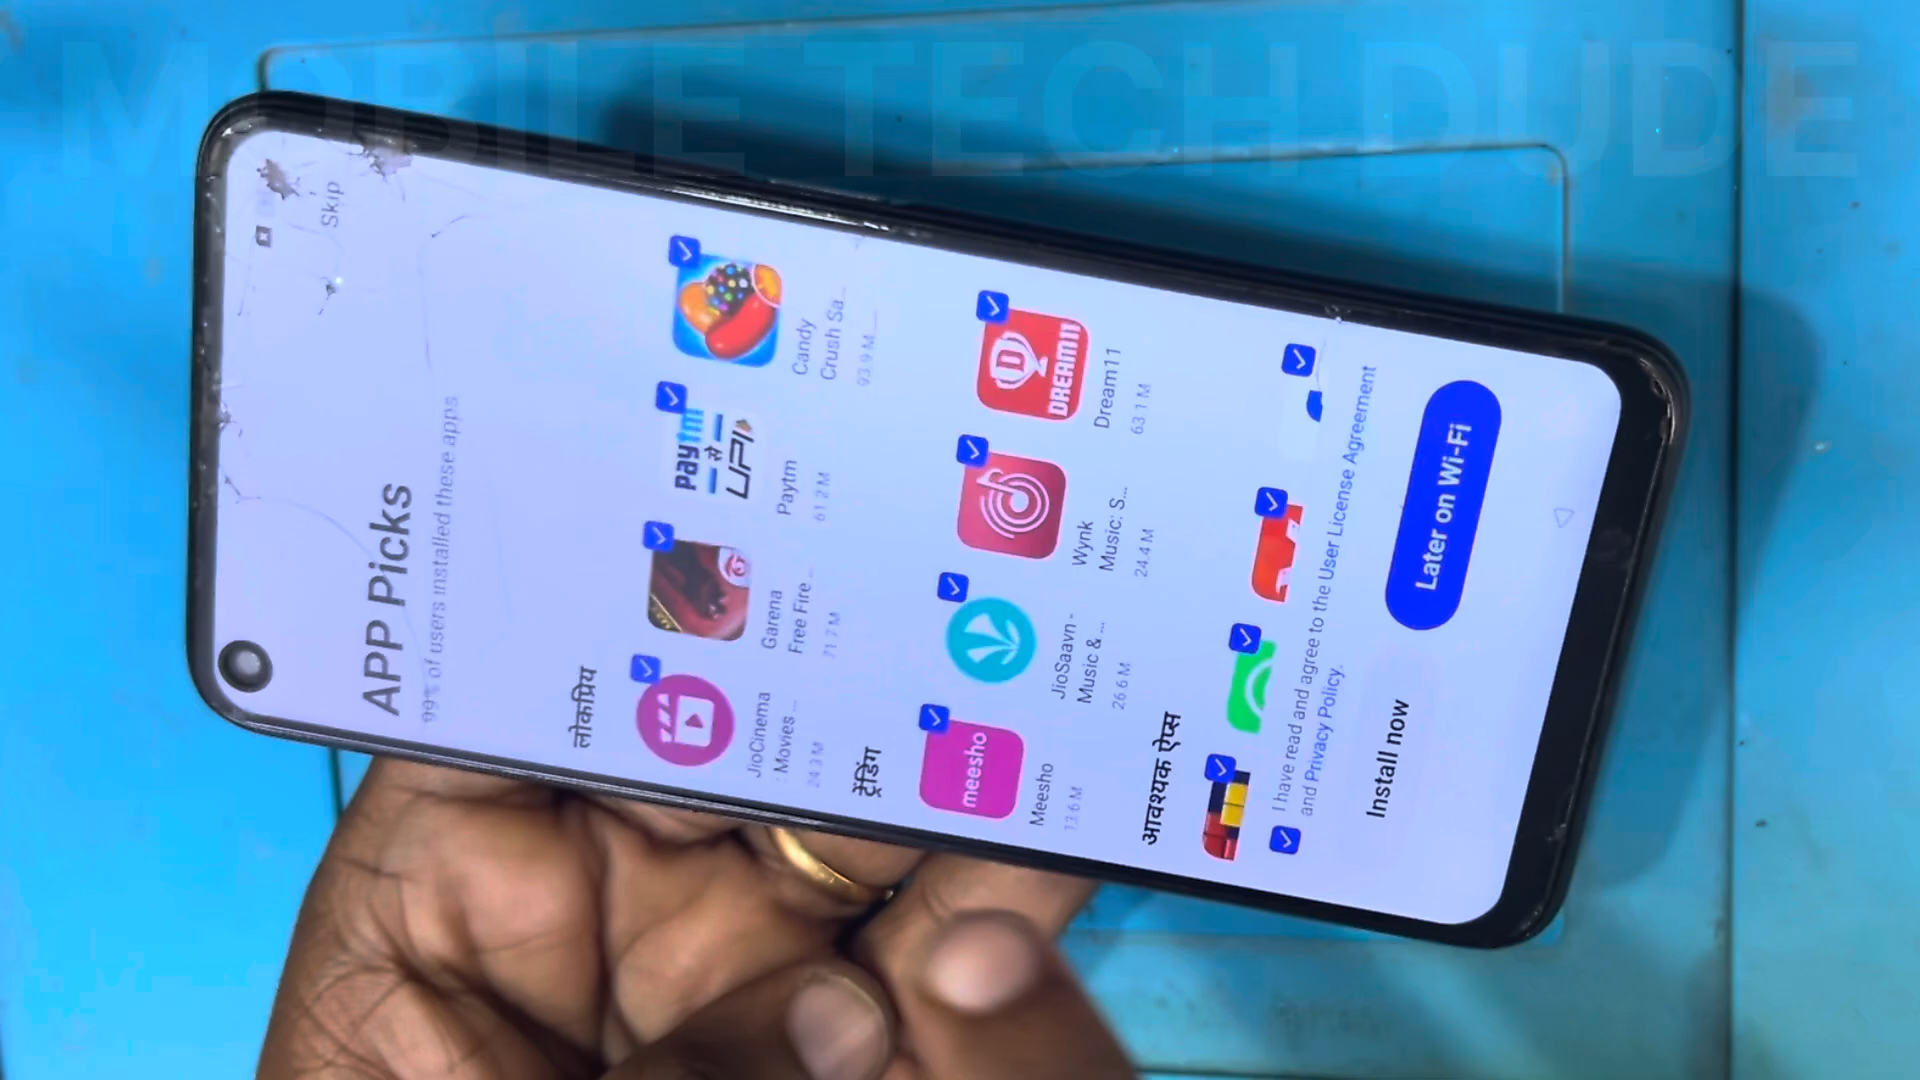 MOBILE TECH DUDE
Skip
APP Picks
99% of users installed these apps
लोकप्रिय
paytm
से
UPI
JioCinema
: Movies ...
24.3 M
Garena
Free Fire ...
71.7 M
Paytm
61.2 M
Candy
Crush Sa...
93.9 M...
ट्रेंडिंग
meesho
D
DREAM11
Meesho
13.6 M
JioSaavn -
Music & ...
26.6 M
Wynk
Music: S...
24.4 M
Dream11
63.1 M
आवश्यक ऐप्स
I have read and agree to the User License Agreement
and Privacy Policy.
Install now
Later on Wi-Fi